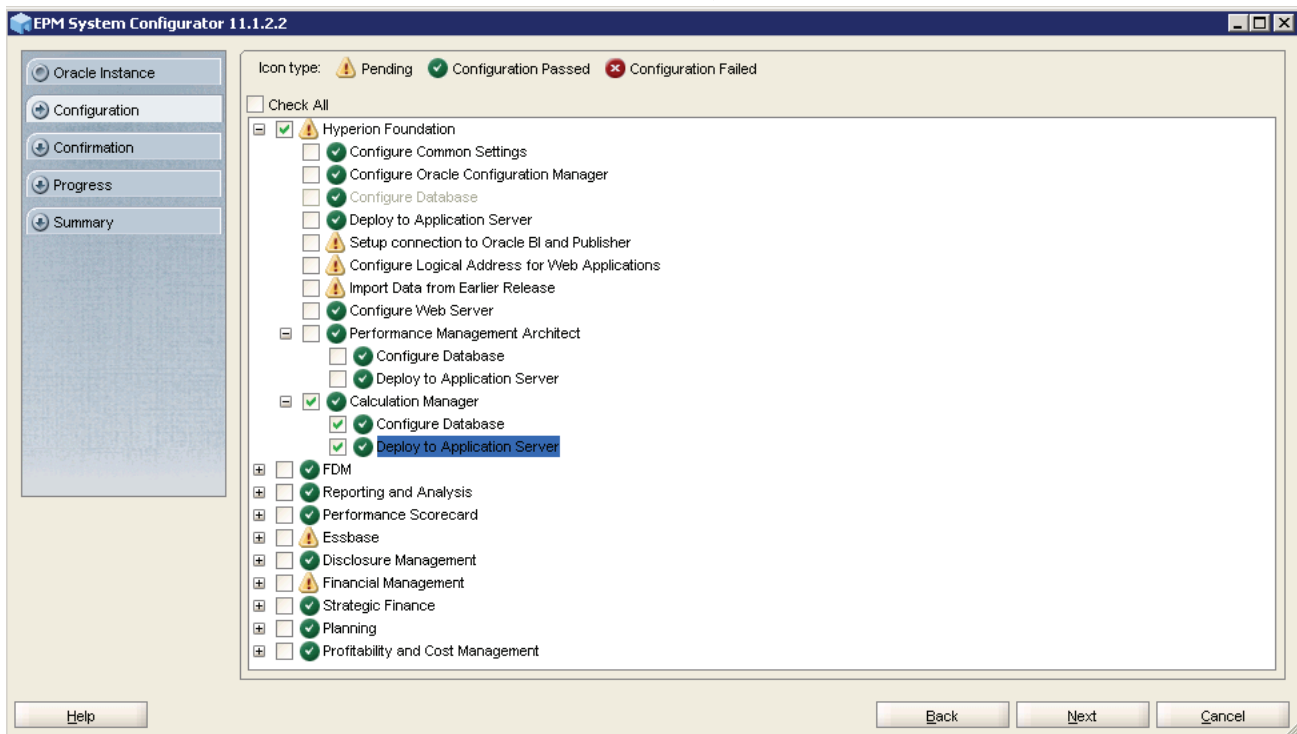 EPM System Configurator 11.1.2.2
Oracle Instance
Configuration
Confirmation
Progress
Summary
Icon type: Pending Configuration Passed Configuration Failed
Check All
Hyperion Foundation
Configure Common Settings
Configure Oracle Configuration Manager
Configure Database
Deploy to Application Server
Setup connection to Oracle BI and Publisher
Configure Logical Address for Web Applications
Import Data from Earlier Release
Configure Web Server
Performance Management Architect
Configure Database
Deploy to Application Server
Calculation Manager
Configure Database
Deploy to Application Server
FDM
Reporting and Analysis
Performance Scorecard
Essbase
Disclosure Management
Financial Management
Strategic Finance
Planning
Profitability and Cost Management
Help Back Next Cancel